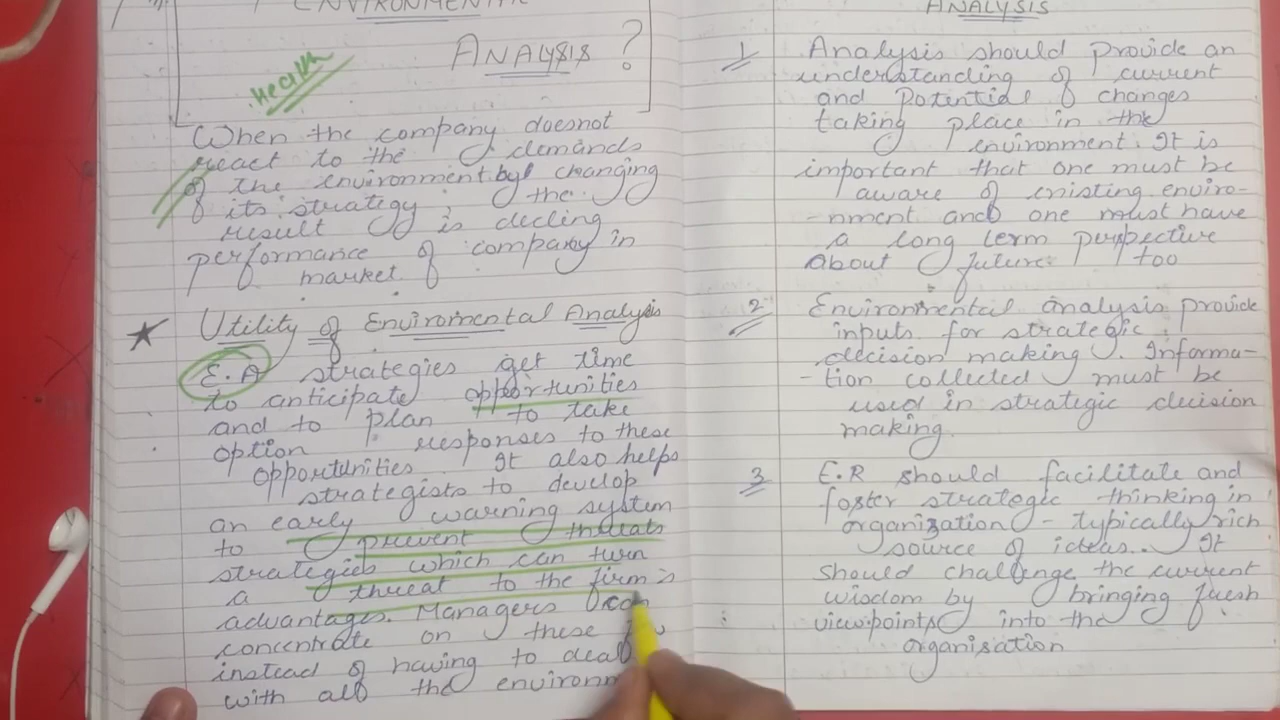 ENVIRONMENTAL
ANALYSIS ?
Health
When the company doesnot
react to the demands
of the environment by changing
its strategy, the
result is decling
performance of company in
market.
Utility of Enviromental Analysis
E.A strategies get time
to anticipate opportunities
and to plan to take
option responses to these
opportunities. It also helps
strategists to develop
an early warning system
to prevent threats
strategies which can turn
a threat to the firm's
advantages. Managers can
concentrate on these
instead of having to deal
with all the
ANALYSIS
1 Analysis should provide an
understanding of current
and Potential of changes
taking place in the
environment. It is
important that one must be
aware of existing enviro-
-nment and one must have
a long term perspective
about future too
2 Environmental analysis provide
inputs for strategic
decision making. Informa-
-tion collected must be
used in strategic decision
making.
3 E.R should facilitate and
foster strategic thinking in
organization - typically rich
source of ideas. It
should challenge the current
wisdom by bringing fresh
viewpoints into the
organisation